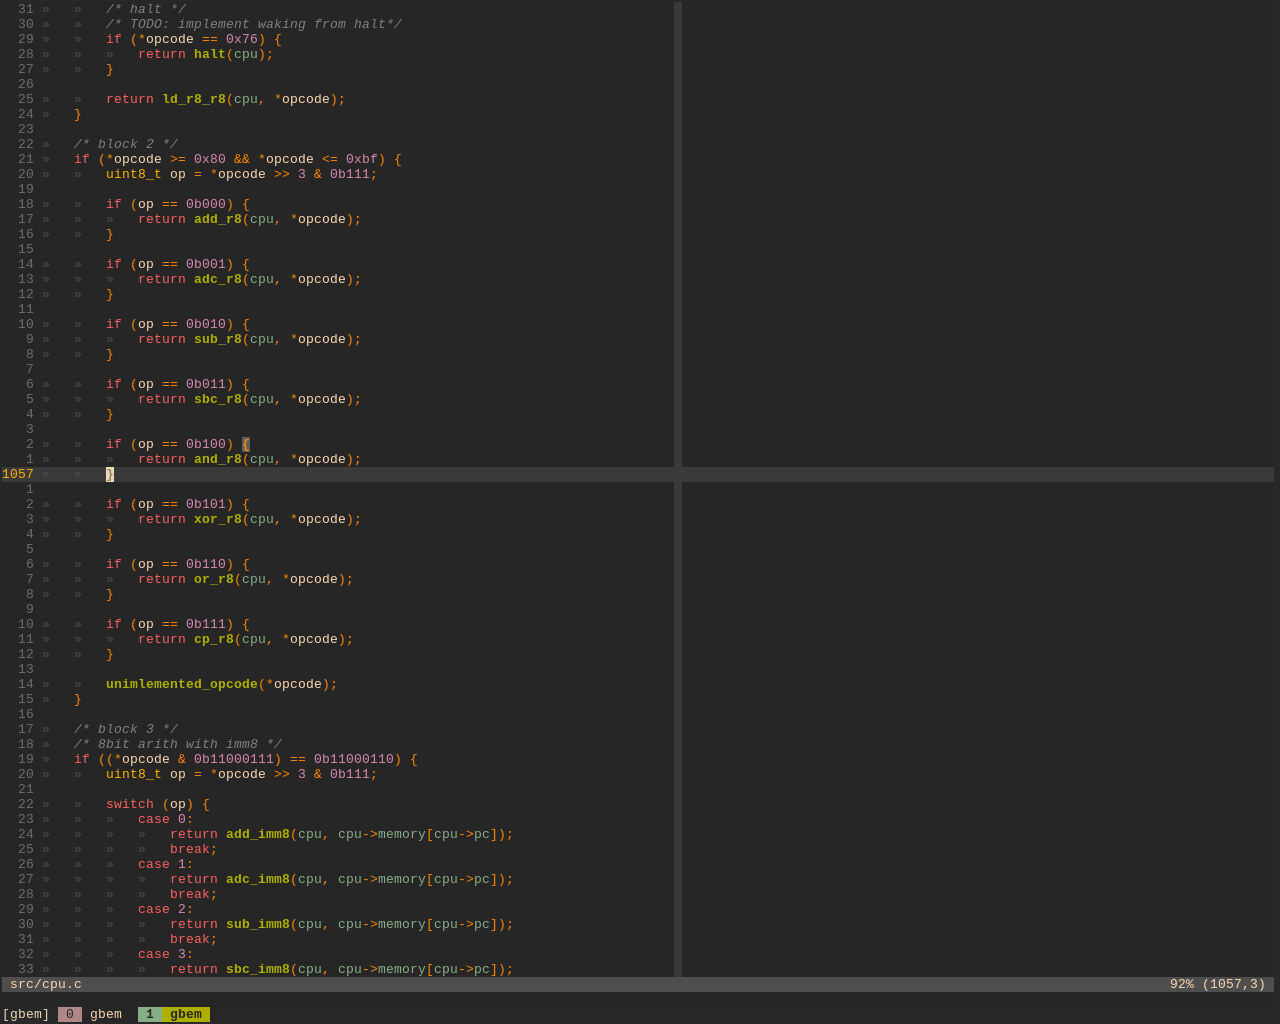 31 »   »   /* halt */
30 »   »   /* TODO: implement waking from halt*/
29 »   »   if (*opcode == 0x76) {
28 »   »   »   return halt(cpu);
27 »   »   }
26
25 »   »   return ld_r8_r8(cpu, *opcode);
24 »   }
23
22 »   /* block 2 */
21 »   if (*opcode >= 0x80 && *opcode <= 0xbf) {
20 »   »   uint8_t op = *opcode >> 3 & 0b111;
19
18 »   »   if (op == 0b000) {
17 »   »   »   return add_r8(cpu, *opcode);
16 »   »   }
15
14 »   »   if (op == 0b001) {
13 »   »   »   return adc_r8(cpu, *opcode);
12 »   »   }
11
10 »   »   if (op == 0b010) {
9 »   »   »   return sub_r8(cpu, *opcode);
8 »   »   }
7
6 »   »   if (op == 0b011) {
5 »   »   »   return sbc_r8(cpu, *opcode);
4 »   »   }
3
2 »   »   if (op == 0b100) {
1 »   »   »   return and_r8(cpu, *opcode);
1057 »   »   }
1
2 »   »   if (op == 0b101) {
3 »   »   »   return xor_r8(cpu, *opcode);
4 »   »   }
5
6 »   »   if (op == 0b110) {
7 »   »   »   return or_r8(cpu, *opcode);
8 »   »   }
9
10 »   »   if (op == 0b111) {
11 »   »   »   return cp_r8(cpu, *opcode);
12 »   »   }
13
14 »   »   unimlemented_opcode(*opcode);
15 »   }
16
17 »   /* block 3 */
18 »   /* 8bit arith with imm8 */
19 »   if ((*opcode & 0b11000111) == 0b11000110) {
20 »   »   uint8_t op = *opcode >> 3 & 0b111;
21
22 »   »   switch (op) {
23 »   »   »   case 0:
24 »   »   »   »   return add_imm8(cpu, cpu->memory[cpu->pc]);
25 »   »   »   »   break;
26 »   »   »   case 1:
27 »   »   »   »   return adc_imm8(cpu, cpu->memory[cpu->pc]);
28 »   »   »   »   break;
29 »   »   »   case 2:
30 »   »   »   »   return sub_imm8(cpu, cpu->memory[cpu->pc]);
31 »   »   »   »   break;
32 »   »   »   case 3:
33 »   »   »   »   return sbc_imm8(cpu, cpu->memory[cpu->pc]);
src/cpu.c 92% (1057,3)
[gbem] 0 gbem 1 gbem